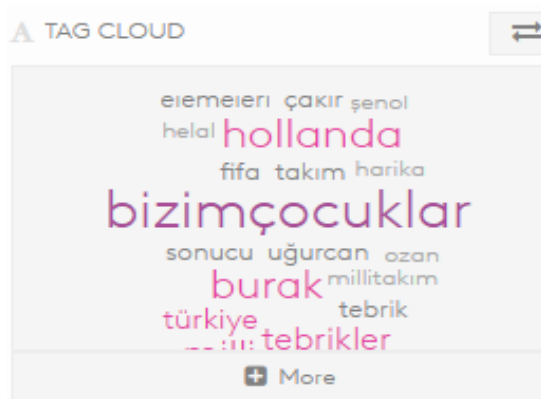 A TAG CLOUD
elemeleri çakır şenol
helal hollanda
fifa takım harika
bizimçocuklar
sonucu uğurcan ozan
burak millitakım
türkiye tebrik
milli tebrikler
More